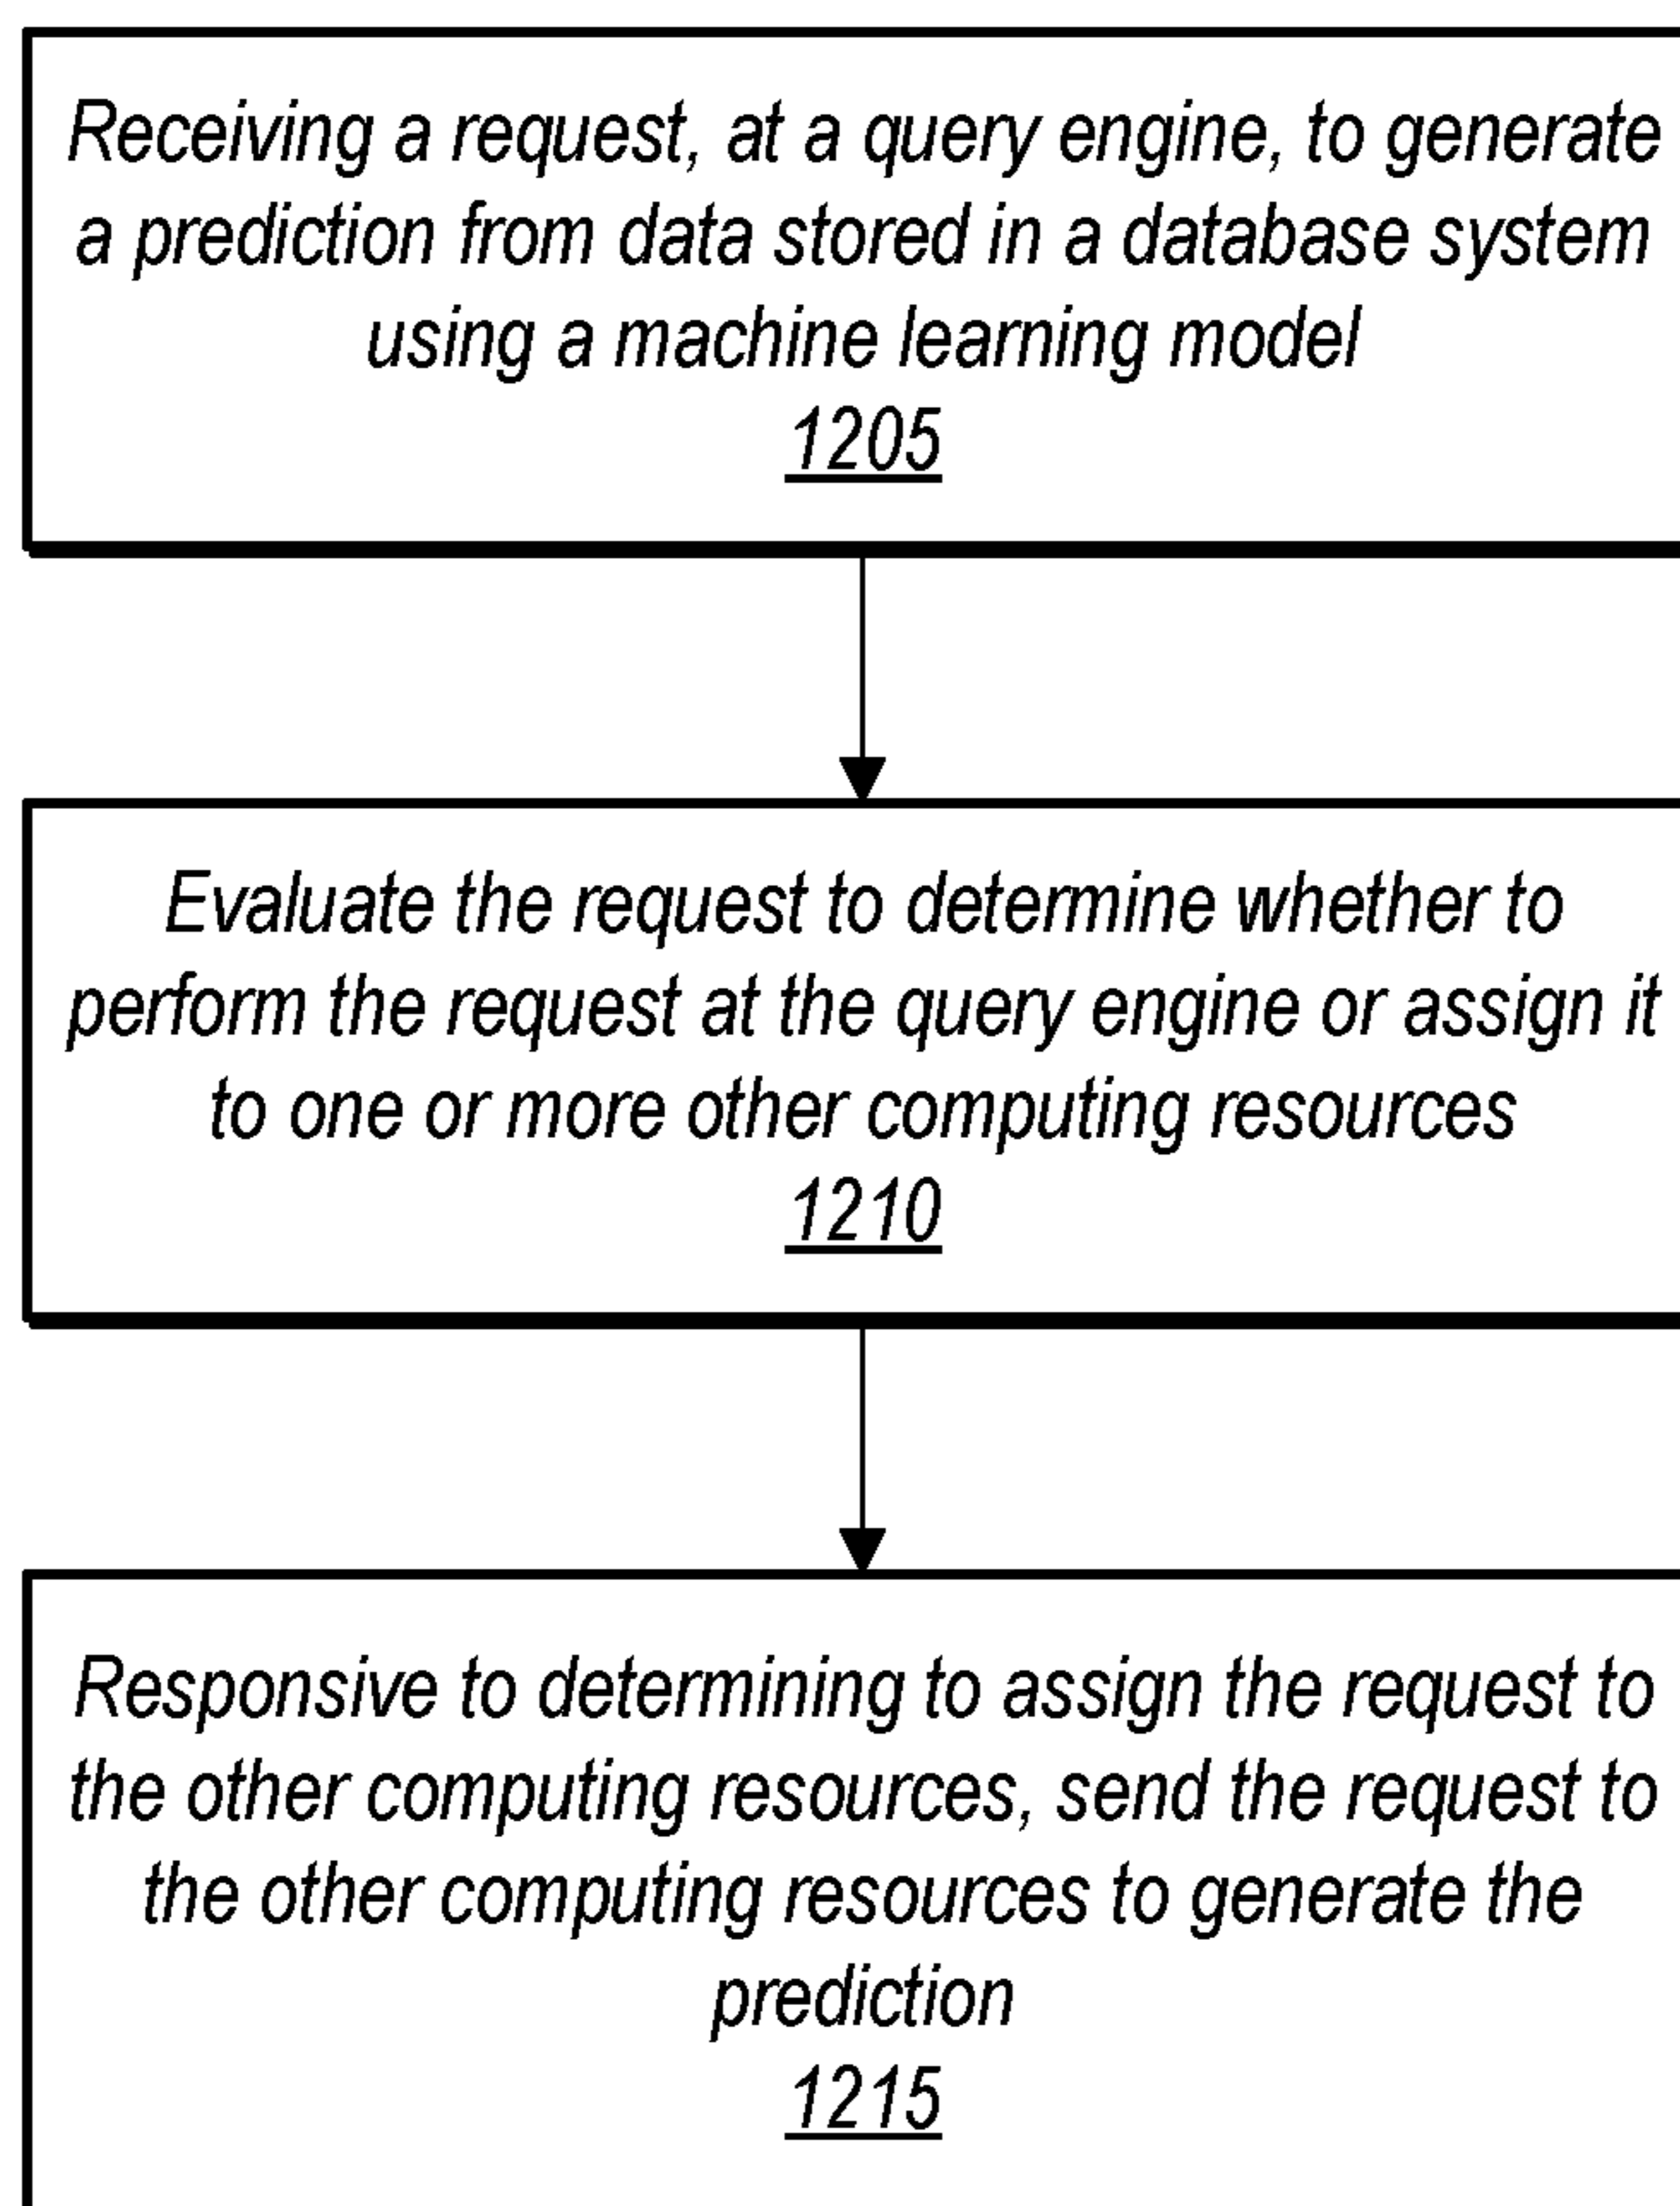 Receiving a request, at a query engine, to generate
a prediction from data stored in a database system
using a machine learning model
1205
Evaluate the request to determine whether to
perform the request at the query engine or assign it
to one or more other computing resources
1210
Responsive to determining to assign the request to
the other computing resources, send the request to
the other computing resources to generate the
prediction
1215